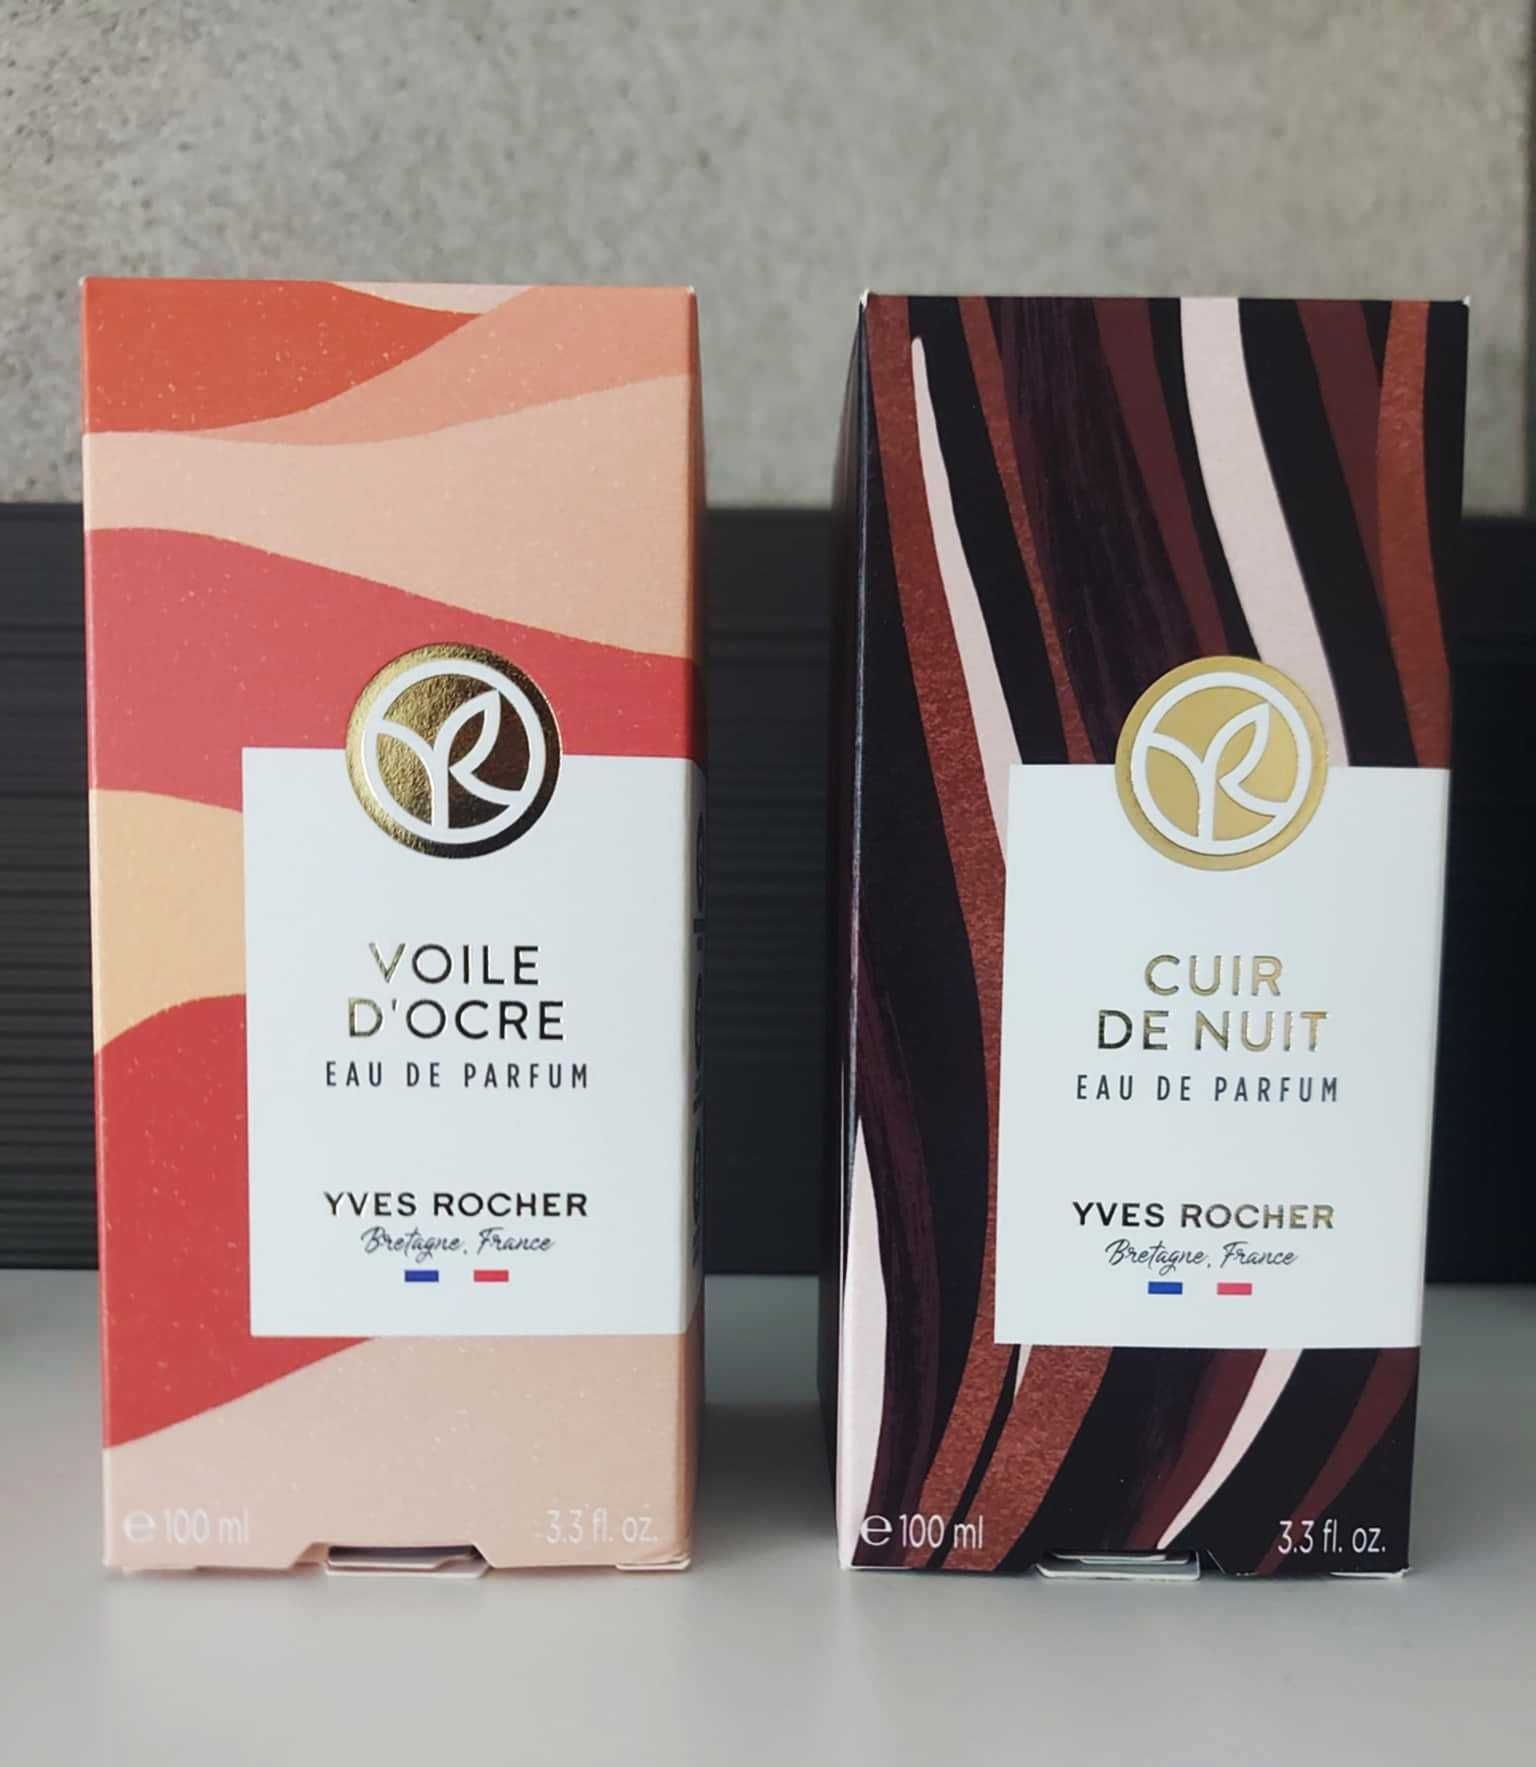 VOILE
D'OCRE
EAU DE PARFUM
YVES ROCHER
Bretagne, France
℮ 100 ml
3.3 fl. oz.
CUIR
DE NUIT
EAU DE PARFUM
YVES ROCHER
Bretagne, France
℮ 100 ml
3.3 fl. oz.